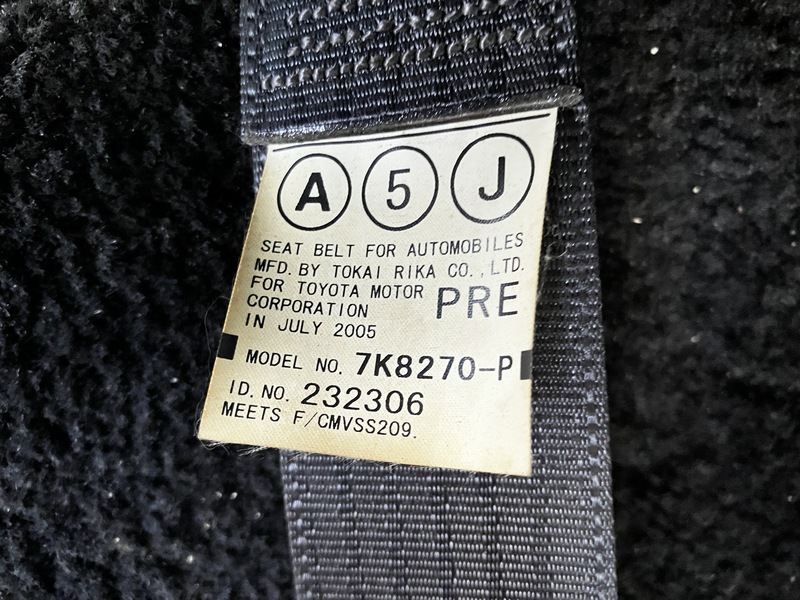 A 5 J
SEAT BELT FOR AUTOMOBILES
MFD. BY TOKAI RIKA CO.,LTD.
FOR TOYOTA MOTOR
CORPORATION
PRE
IN JULY 2005
MODEL NO. 7K8270-P
ID. NO. 232306
MEETS F/CMVSS209.